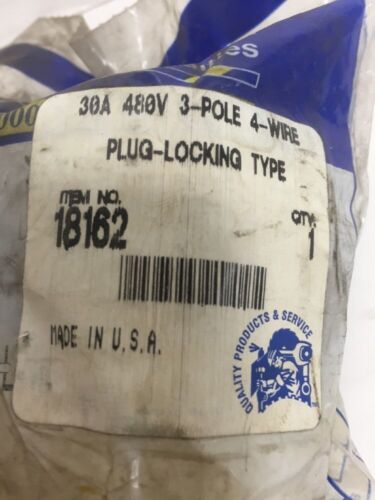 30A 480V 3-POLE 4-WIRE
PLUG-LOCKING TYPE
ITEM NO.
18162
QTY.
1
MADE IN U.S.A.
QUALITY PRODUCTS & SERVICE